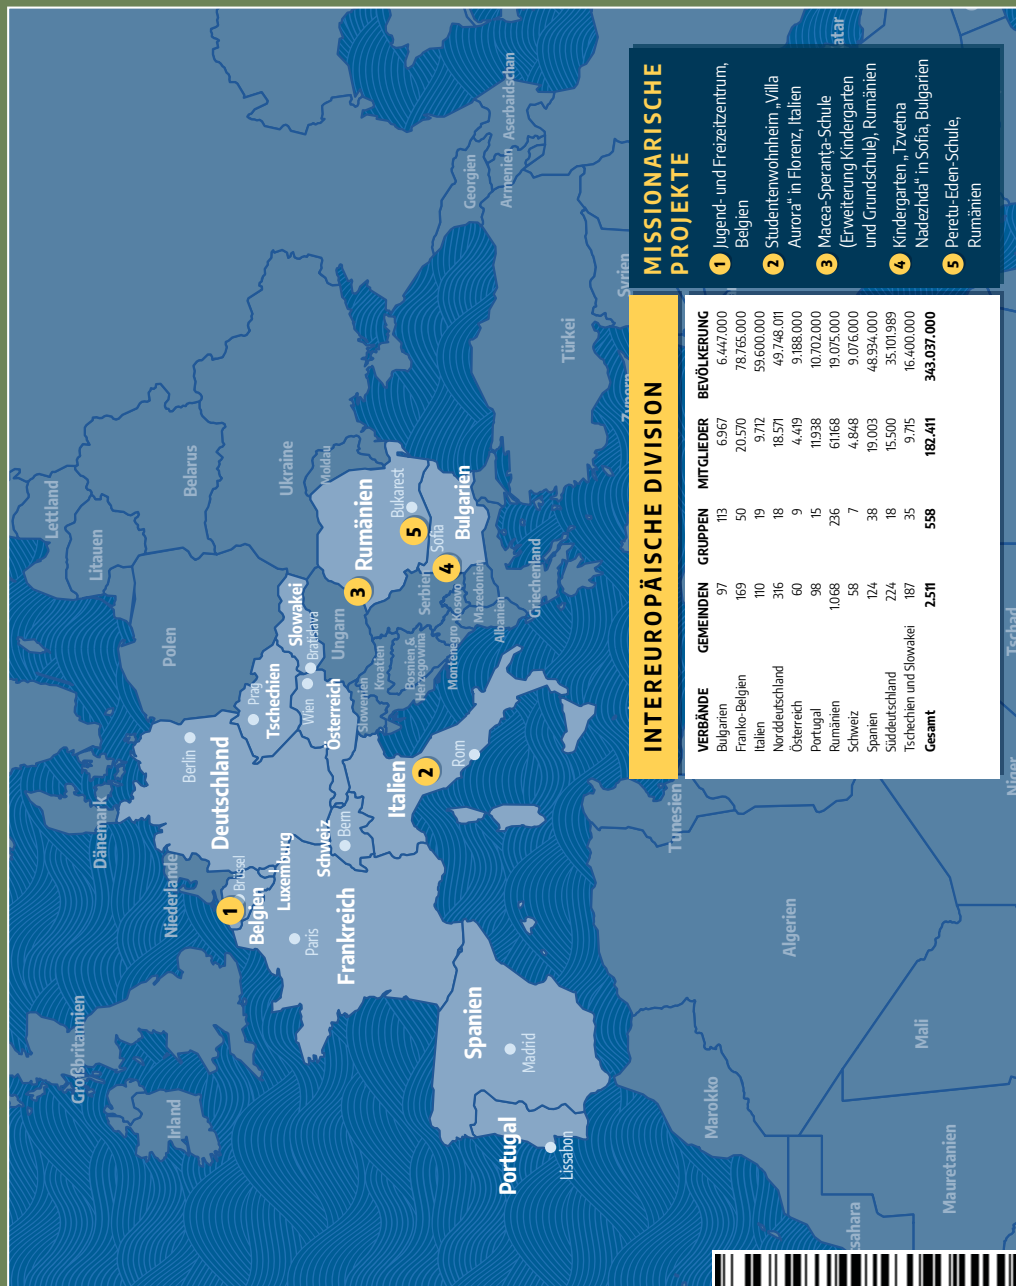 INTEREUROPÄISCHE DIVISION
VERBÄNDE GEMEINDEN GRUPPEN MITGLIEDER BEVÖLKERUNG
Bulgarien 97 113 6.967 6.447.000
Franko-Belgien 169 50 20.570 78.765.000
Italien 110 19 9.712 59.600.000
Norddeutschland 316 18 18.571 49.748.011
Österreich 60 9 4.419 9.188.000
Portugal 98 15 11.938 10.702.000
Rumänien 1.068 236 61.168 19.075.000
Schweiz 58 7 4.848 9.076.000
Spanien 124 38 19.003 48.934.000
Süddeutschland 224 18 15.500 35.101.989
Tschechien und Slowakei 187 35 9.715 16.400.000
Gesamt 2.511 558 182.411 343.037.000
MISSIONARISCHE
PROJEKTE
1 Jugend- und Freizeitzentrum,
Belgien
2 Studentenwohnheim „Villa
Aurora“ in Florenz, Italien
3 Macea-Speranța-Schule
(Erweiterung Kindergarten
und Grundschule), Rumänien
4 Kindergarten „Tzvetna
Nadezhda“ in Sofia, Bulgarien
5 Peretu-Eden-Schule,
Rumänien
Großbritannien
Irland
Niederlande
Dänemark
Lettland
Litauen
Belarus
Polen
Ukraine
Moldau
Georgien
Armenien
Aserbaidschan
Deutschland
Berlin
1
Brüssel
Belgien
Luxemburg
Paris
Frankreich
Schweiz
Bern
Prag
Tschechien
Slowakei
Bratislava
Wien
Österreich
Ungarn
Slowenien
Kroatien
Bosnien &
Herzegowina
Serbien
Montenegro
Kosovo
Mazedonien
Albanien
Griechenland
3
Rumänien
Bukarest
5
Sofia
4
Bulgarien
Italien
2
Rom
Spanien
Madrid
Portugal
Lissabon
Türkei
Syrien
Zypern
Tunesien
Algerien
Marokko
Mali
Mauretanien
Niger
Tschad
sahara
atar